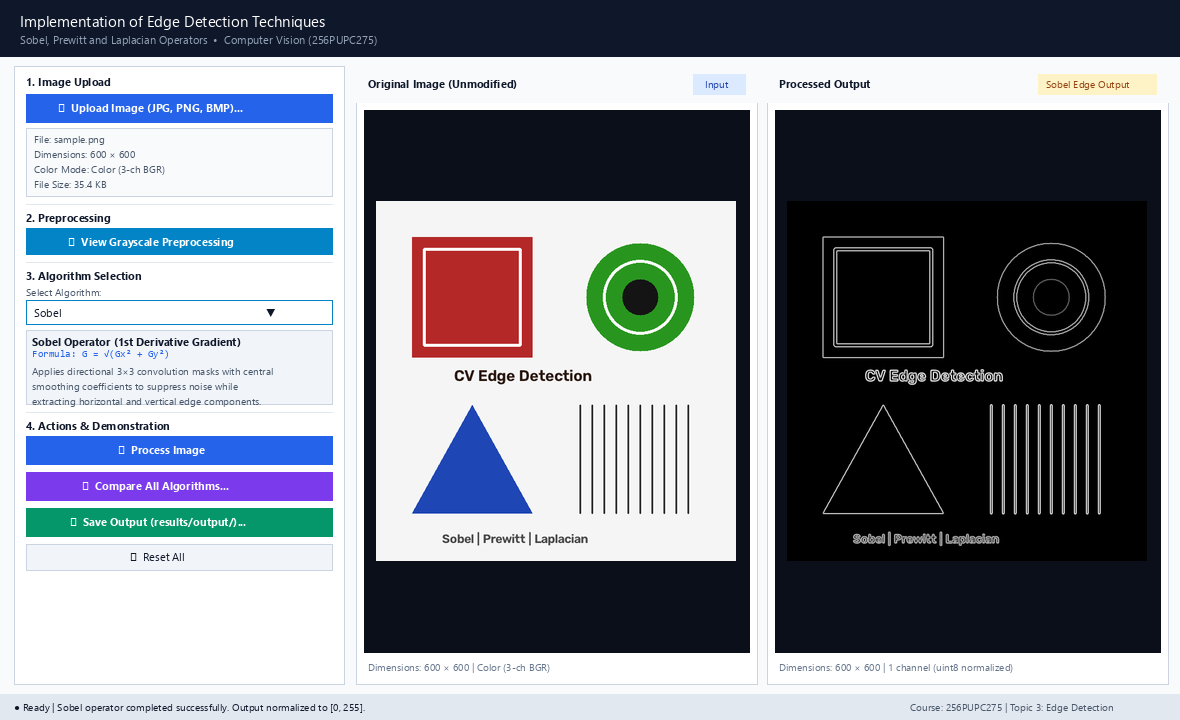 Implementation of Edge Detection Techniques
Sobel, Prewitt and Laplacian Operators • Computer Vision (256PUPC275)
1. Image Upload
Upload Image (JPG, PNG, BMP)...
File: sample.png
Dimensions: 600 × 600
Color Mode: Color (3-ch BGR)
File Size: 35.4 KB
2. Preprocessing
View Grayscale Preprocessing
3. Algorithm Selection
Select Algorithm:
Sobel ▼
Sobel Operator (1st Derivative Gradient)
Formula: G = √(Gx² + Gy²)
Applies directional 3×3 convolution masks with central
smoothing coefficients to suppress noise while
extracting horizontal and vertical edge components.
4. Actions & Demonstration
Process Image
Compare All Algorithms...
Save Output (results/output/)...
Reset All
Original Image (Unmodified)
Input
CV Edge Detection
Sobel | Prewitt | Laplacian
Dimensions: 600 × 600 | Color (3-ch BGR)
Processed Output
Sobel Edge Output
CV Edge Detection
Sobel | Prewitt | Laplacian
Dimensions: 600 × 600 | 1 channel (uint8 normalized)
● Ready | Sobel operator completed successfully. Output normalized to [0, 255].
Course: 256PUPC275 | Topic 3: Edge Detection